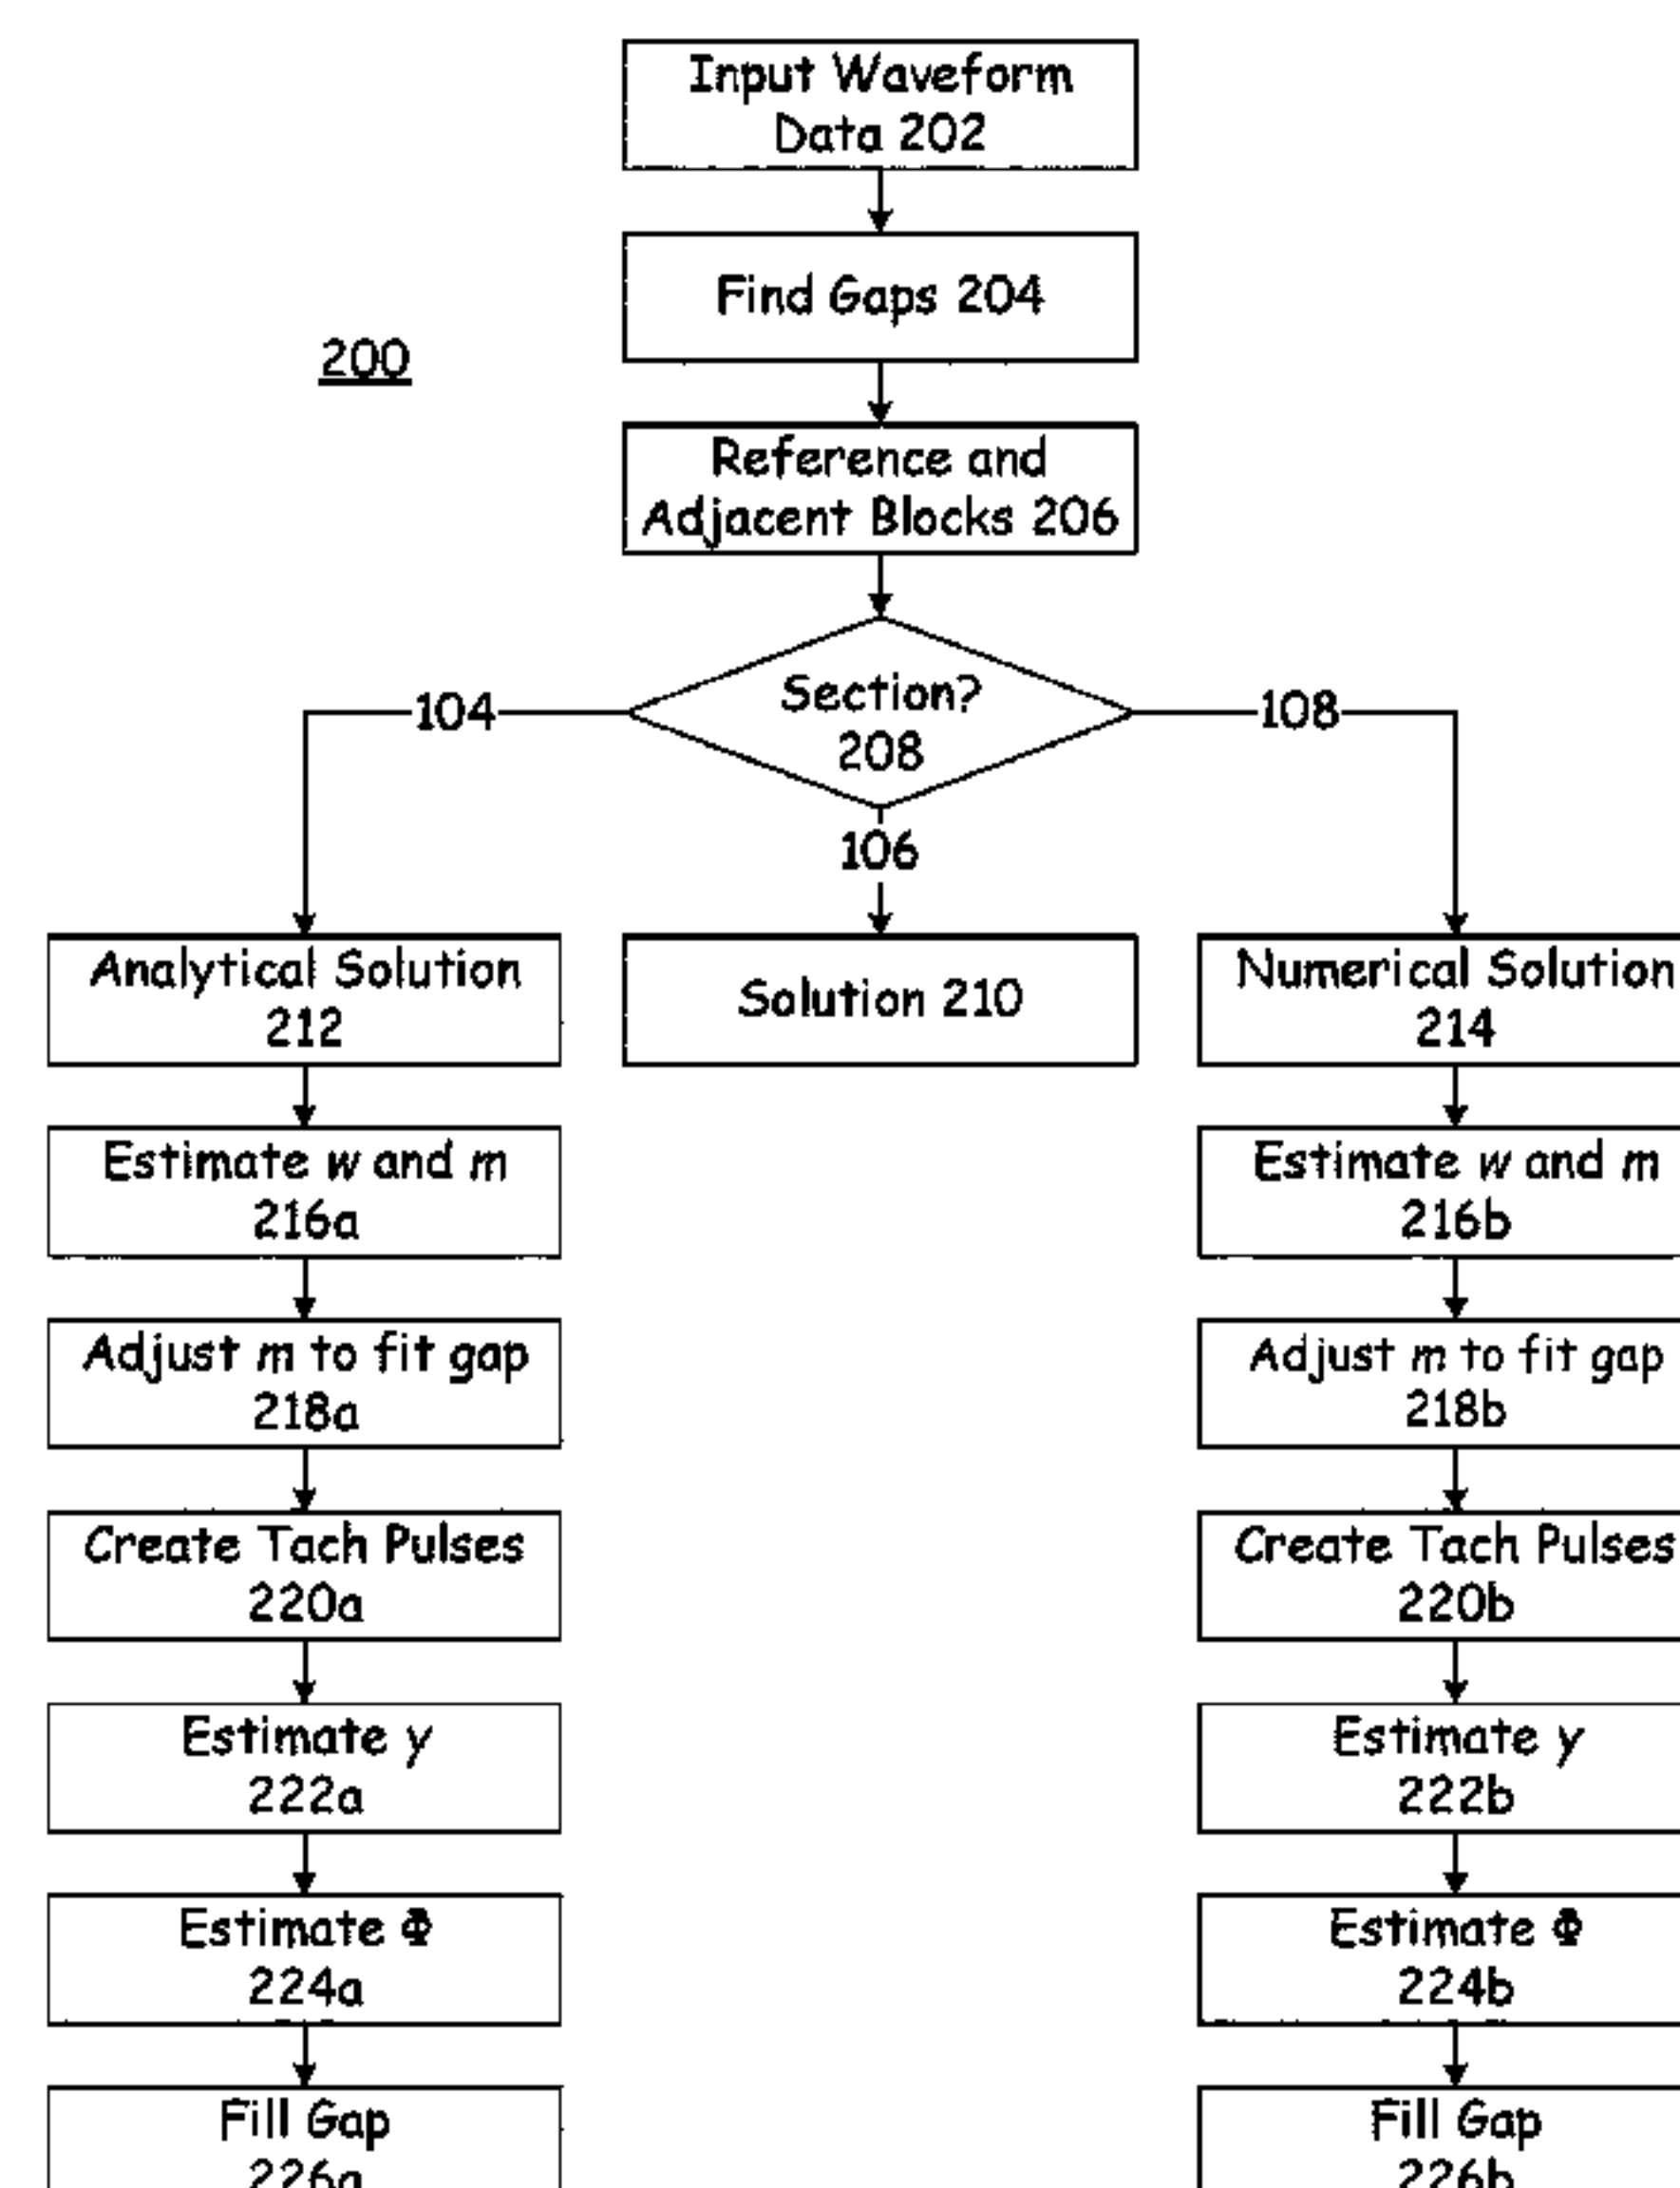 Input Waveform
Data 202
Find Gaps 204
200
Reference and
Adjacent Blocks 206
Section?
208
104
108
106
Analytical Solution
212
Solution 210
Numerical Solution
214
Estimate w and m
216a
Estimate w and m
216b
Adjust m to fit gap
218a
Adjust m to fit gap
218b
Create Tach Pulses
220a
Create Tach Pulses
220b
Estimate y
222a
Estimate y
222b
Estimate Φ
224a
Estimate Φ
224b
Fill Gap
226a
Fill Gap
226b